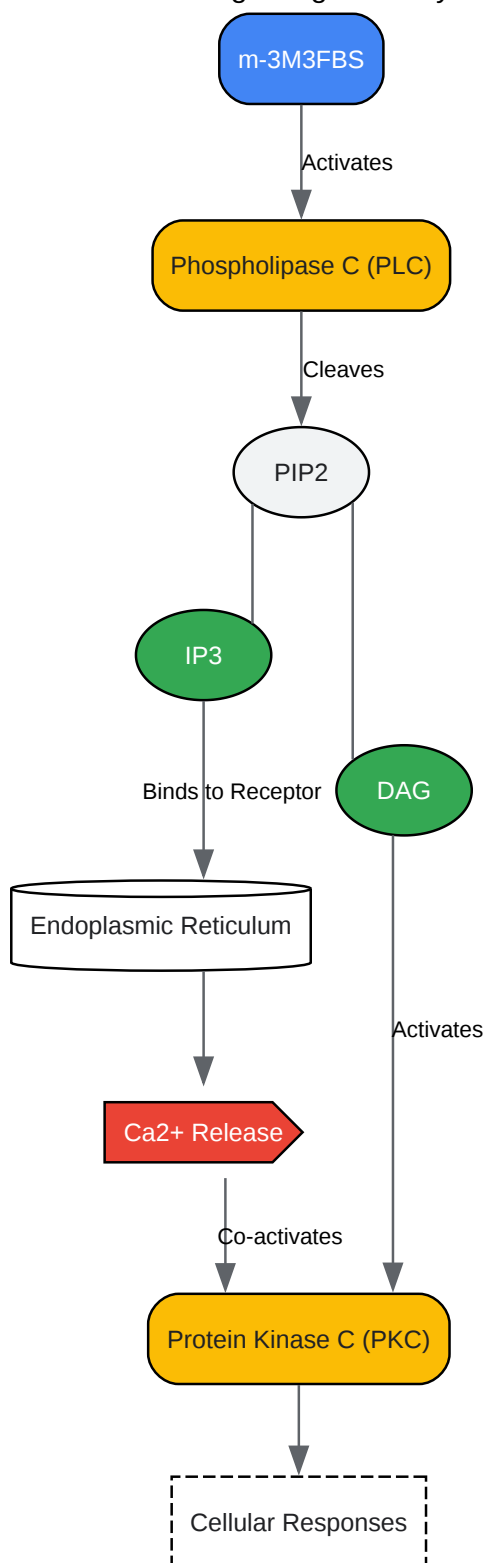 m-3M3FBS
Activates
Phospholipase C (PLC)
Cleaves
PIP2
IP3
Binds to Receptor
DAG
Endoplasmic Reticulum
Activates
Ca2+ Release
Co-activates
Protein Kinase C (PKC)
Cellular Responses